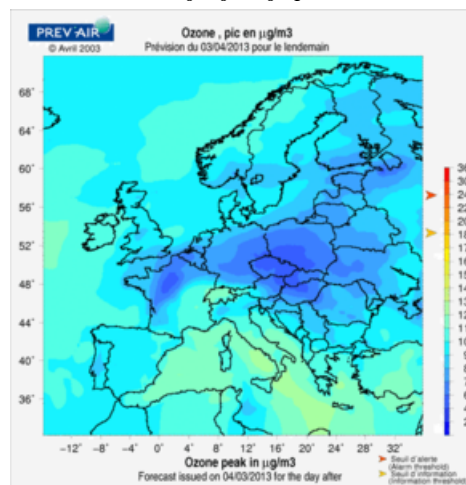 PREV'AIR
© Avril 2003
Ozone , pic en µg/m3
Prévision du 03/04/2013 pour le lendemain
68°
64°
60°
56°
52°
48°
44°
40°
36°
−12° −8° −4° 0° 4° 8° 12° 16° 20° 24° 28° 32°
Ozone peak in µg/m3
Forecast issued on 04/03/2013 for the day after
Seuil d'alerte
(Alarm threshold)
Seuil d'information
(Information threshold)